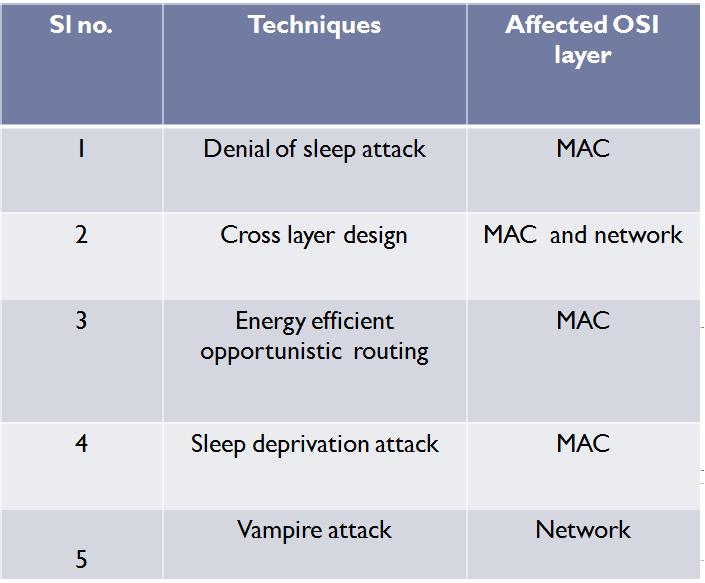 Sl no.
Techniques
Affected OSI
layer
1
Denial of sleep attack
MAC
2
Cross layer design
MAC and network
3
Energy efficient
opportunistic routing
MAC
4
Sleep deprivation attack
MAC
5
Vampire attack
Network